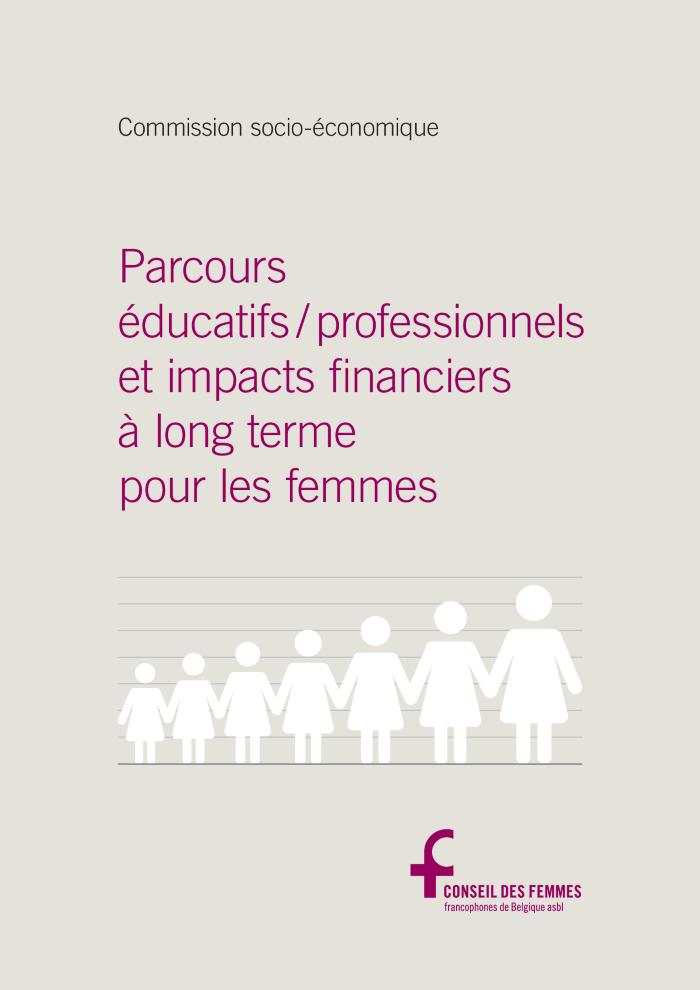 Commission socio-économique
Parcours
éducatifs / professionnels
et impacts financiers
à long terme
pour les femmes
CONSEIL DES FEMMES
francophones de Belgique asbl